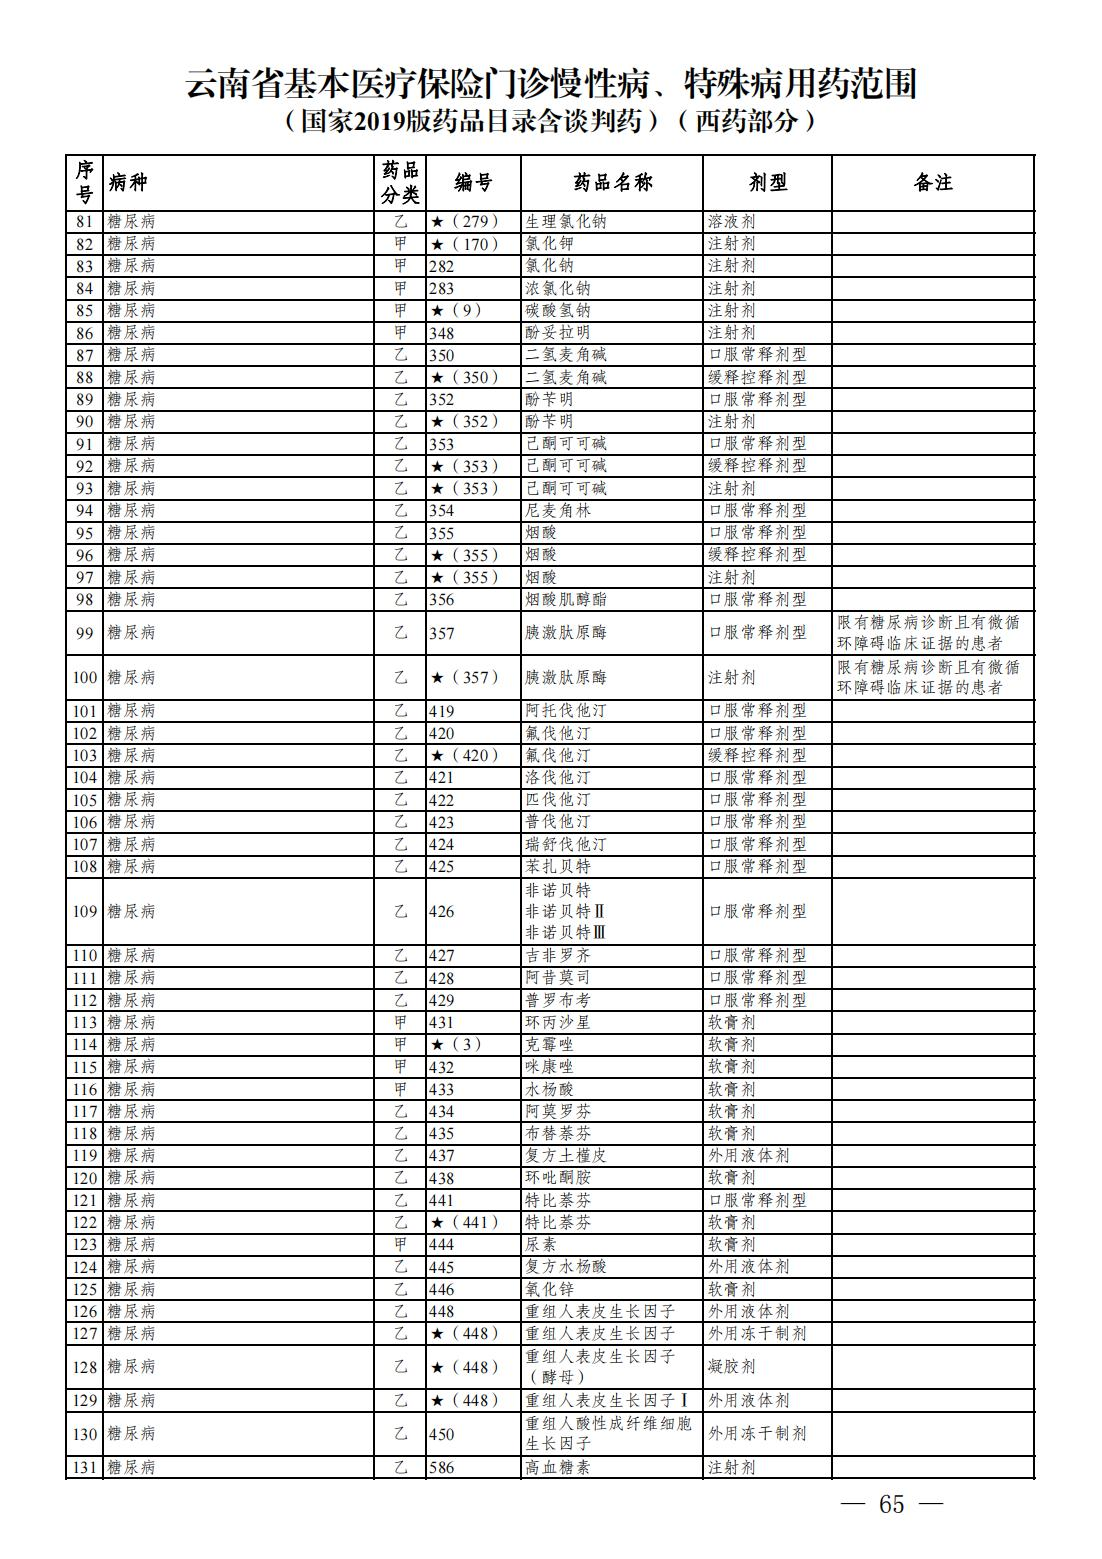 云南省基本医疗保险门诊慢性病、特殊病用药范围
（国家2019版药品目录含谈判药）（西药部分）
序号 病种 药品分类 编号 药品名称 剂型 备注
81 糖尿病 乙 ★（279） 生理氯化钠 溶液剂
82 糖尿病 甲 ★（170） 氯化钾 注射剂
83 糖尿病 甲 282 氯化钠 注射剂
84 糖尿病 甲 283 浓氯化钠 注射剂
85 糖尿病 甲 ★（9） 碳酸氢钠 注射剂
86 糖尿病 甲 348 酚妥拉明 注射剂
87 糖尿病 乙 350 二氢麦角碱 口服常释剂型
88 糖尿病 乙 ★（350） 二氢麦角碱 缓释控释剂型
89 糖尿病 乙 352 酚苄明 口服常释剂型
90 糖尿病 乙 ★（352） 酚苄明 注射剂
91 糖尿病 乙 353 己酮可可碱 口服常释剂型
92 糖尿病 乙 ★（353） 己酮可可碱 缓释控释剂型
93 糖尿病 乙 ★（353） 己酮可可碱 注射剂
94 糖尿病 乙 354 尼麦角林 口服常释剂型
95 糖尿病 乙 355 烟酸 口服常释剂型
96 糖尿病 乙 ★（355） 烟酸 缓释控释剂型
97 糖尿病 乙 ★（355） 烟酸 注射剂
98 糖尿病 乙 356 烟酸肌醇酯 口服常释剂型
99 糖尿病 乙 357 胰激肽原酶 口服常释剂型 限有糖尿病诊断且有微循
环障碍临床证据的患者
100 糖尿病 乙 ★（357） 胰激肽原酶 注射剂 限有糖尿病诊断且有微循
环障碍临床证据的患者
101 糖尿病 乙 419 阿托伐他汀 口服常释剂型
102 糖尿病 乙 420 氟伐他汀 口服常释剂型
103 糖尿病 乙 ★（420） 氟伐他汀 缓释控释剂型
104 糖尿病 乙 421 洛伐他汀 口服常释剂型
105 糖尿病 乙 422 匹伐他汀 口服常释剂型
106 糖尿病 乙 423 普伐他汀 口服常释剂型
107 糖尿病 乙 424 瑞舒伐他汀 口服常释剂型
108 糖尿病 乙 425 苯扎贝特 口服常释剂型
109 糖尿病 乙 426 非诺贝特
非诺贝特Ⅱ
非诺贝特Ⅲ 口服常释剂型
110 糖尿病 乙 427 吉非罗齐 口服常释剂型
111 糖尿病 乙 428 阿昔莫司 口服常释剂型
112 糖尿病 乙 429 普罗布考 口服常释剂型
113 糖尿病 甲 431 环丙沙星 软膏剂
114 糖尿病 甲 ★（3） 克霉唑 软膏剂
115 糖尿病 甲 432 咪康唑 软膏剂
116 糖尿病 甲 433 水杨酸 软膏剂
117 糖尿病 乙 434 阿莫罗芬 软膏剂
118 糖尿病 乙 435 布替萘芬 软膏剂
119 糖尿病 乙 437 复方土槿皮 外用液体剂
120 糖尿病 乙 438 环吡酮胺 软膏剂
121 糖尿病 乙 441 特比萘芬 口服常释剂型
122 糖尿病 乙 ★（441） 特比萘芬 软膏剂
123 糖尿病 甲 444 尿素 软膏剂
124 糖尿病 乙 445 复方水杨酸 外用液体剂
125 糖尿病 乙 446 氧化锌 软膏剂
126 糖尿病 乙 448 重组人表皮生长因子 外用液体剂
127 糖尿病 乙 ★（448） 重组人表皮生长因子 外用冻干制剂
128 糖尿病 乙 ★（448） 重组人表皮生长因子
（酵母） 凝胶剂
129 糖尿病 乙 ★（448） 重组人表皮生长因子Ⅰ 外用液体剂
130 糖尿病 乙 450 重组人酸性成纤维细胞
生长因子 外用冻干制剂
131 糖尿病 乙 586 高血糖素 注射剂
— 65 —